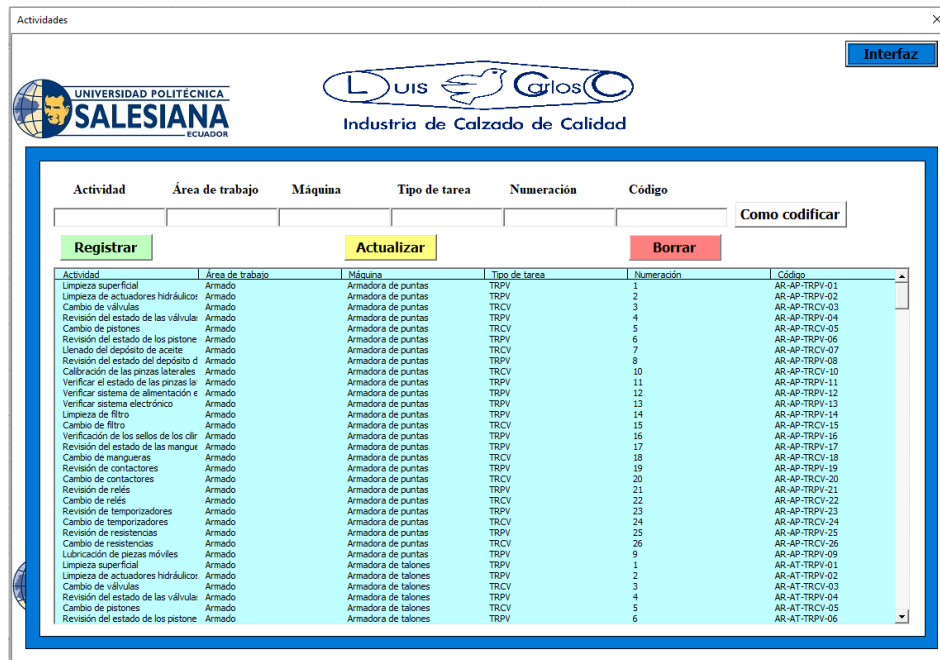 Actividades
Interfaz
UNIVERSIDAD POLITÉCNICA
SALESIANA
ECUADOR
Luis Carlos C
Industria de Calzado de Calidad
Actividad Área de trabajo Máquina Tipo de tarea Numeración Código
Como codificar
Registrar Actualizar Borrar
Actividad Área de trabajo Máquina Tipo de tarea Numeración Código
Limpieza superficial Armado Armadora de puntas TRPV 1 AR-AP-TRPV-01
Limpieza de actuadores hidráulicos Armado Armadora de puntas TRPV 2 AR-AP-TRPV-02
Cambio de válvulas Armado Armadora de puntas TRCV 3 AR-AP-TRCV-03
Revisión del estado de las válvulas Armado Armadora de puntas TRPV 4 AR-AP-TRPV-04
Cambio de pistones Armado Armadora de puntas TRCV 5 AR-AP-TRCV-05
Revisión del estado de los pistone Armado Armadora de puntas TRPV 6 AR-AP-TRPV-06
Llenado del depósito de aceite Armado Armadora de puntas TRCV 7 AR-AP-TRCV-07
Revisión del estado del depósito d Armado Armadora de puntas TRPV 8 AR-AP-TRPV-08
Calibración de las pinzas laterales Armado Armadora de puntas TRCV 10 AR-AP-TRCV-10
Verificar el estado de las pinzas la Armado Armadora de puntas TRPV 11 AR-AP-TRPV-11
Verificar sistema de alimentación e Armado Armadora de puntas TRPV 12 AR-AP-TRPV-12
Verificar sistema electrónico Armado Armadora de puntas TRPV 13 AR-AP-TRPV-13
Limpieza de filtro Armado Armadora de puntas TRPV 14 AR-AP-TRPV-14
Cambio de filtro Armado Armadora de puntas TRCV 15 AR-AP-TRCV-15
Verificación de los sellos de los cilir Armado Armadora de puntas TRPV 16 AR-AP-TRPV-16
Revisión del estado de las mangue Armado Armadora de puntas TRPV 17 AR-AP-TRPV-17
Cambio de mangueras Armado Armadora de puntas TRCV 18 AR-AP-TRCV-18
Revisión de contactores Armado Armadora de puntas TRPV 19 AR-AP-TRPV-19
Cambio de contactores Armado Armadora de puntas TRCV 20 AR-AP-TRCV-20
Revisión de relés Armado Armadora de puntas TRPV 21 AR-AP-TRPV-21
Cambio de relés Armado Armadora de puntas TRCV 22 AR-AP-TRCV-22
Revisión de temporizadores Armado Armadora de puntas TRPV 23 AR-AP-TRPV-23
Cambio de temporizadores Armado Armadora de puntas TRCV 24 AR-AP-TRCV-24
Revisión de resistencias Armado Armadora de puntas TRPV 25 AR-AP-TRPV-25
Cambio de resistencias Armado Armadora de puntas TRCV 26 AR-AP-TRCV-26
Lubricación de piezas móviles Armado Armadora de puntas TRPV 9 AR-AP-TRPV-09
Limpieza superficial Armado Armadora de talones TRPV 1 AR-AT-TRPV-01
Limpieza de actuadores hidráulicos Armado Armadora de talones TRPV 2 AR-AT-TRPV-02
Cambio de válvulas Armado Armadora de talones TRCV 3 AR-AT-TRCV-03
Revisión del estado de las válvulas Armado Armadora de talones TRPV 4 AR-AT-TRPV-04
Cambio de pistones Armado Armadora de talones TRCV 5 AR-AT-TRCV-05
Revisión del estado de los pistone Armado Armadora de talones TRPV 6 AR-AT-TRPV-06